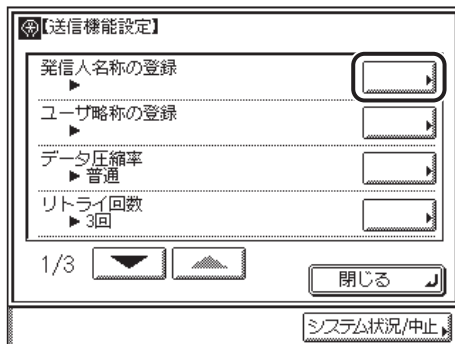 【送信機能設定】
発信人名称の登録
▶
ユーザ略称の登録
▶
データ圧縮率
▶ 普通
リトライ回数
▶ 3回
1/3
閉じる
システム状況/中止